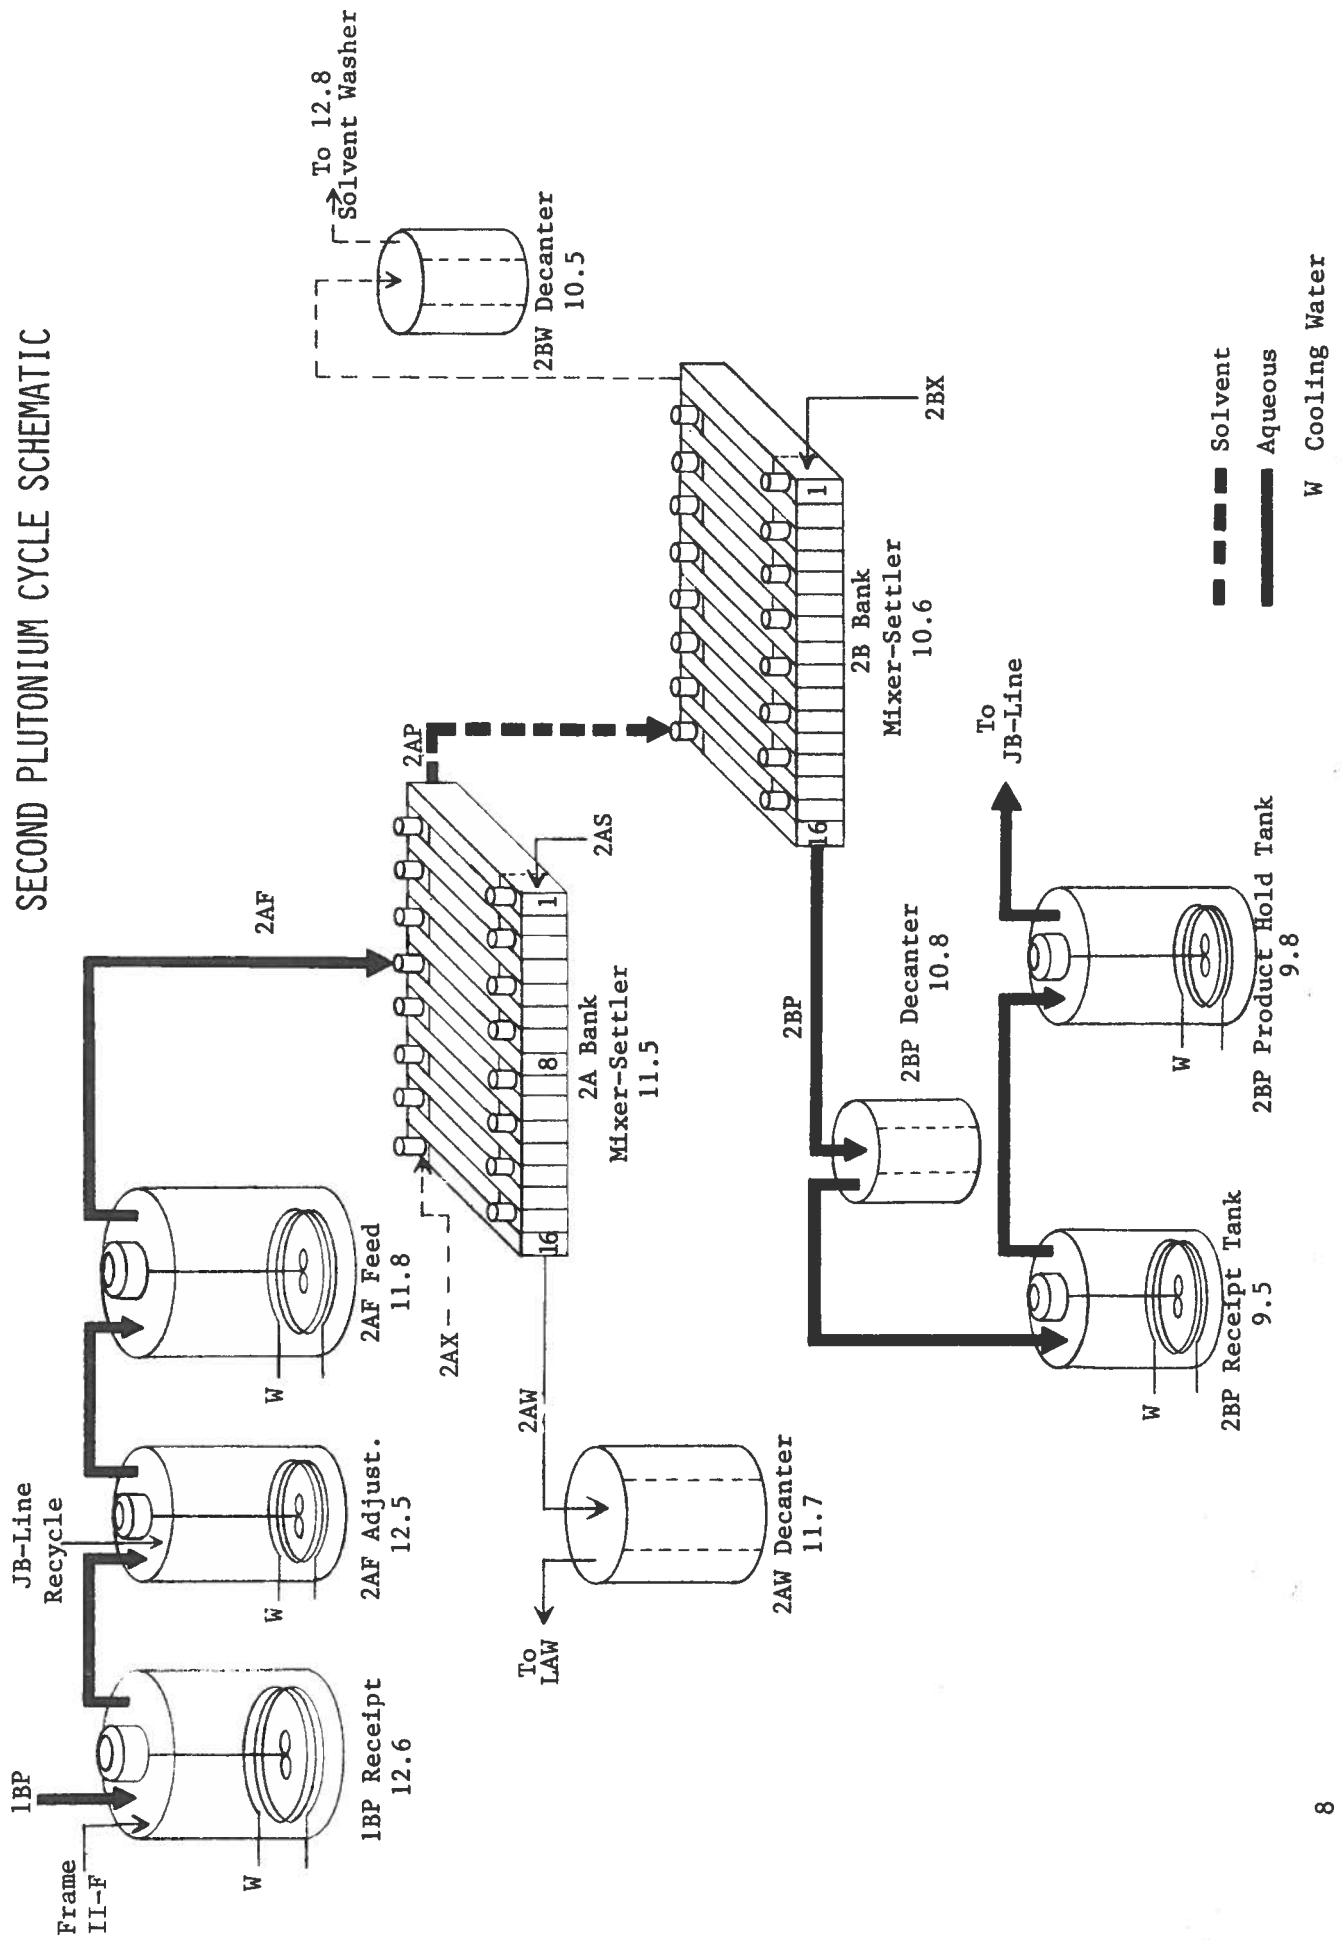 SECOND PLUTONIUM CYCLE SCHEMATIC
Frame
II-F
1BP
W
1BP Receipt
12.6
JB-Line
Recycle
W
2AF Adjust.
12.5
W
2AF Feed
11.8
2AF
To
LAW
2AW Decanter
11.7
2AW
2AX
16
8
1
2A Bank
Mixer-Settler
11.5
2AS
2AP
To 12.8
Solvent Washer
2BW Decanter
10.5
16
1
2B Bank
Mixer-Settler
10.6
2BX
2BP
2BP Decanter
10.8
W
2BP Receipt Tank
9.5
W
2BP Product Hold Tank
9.8
To
JB-Line
Solvent
Aqueous
W Cooling Water
8